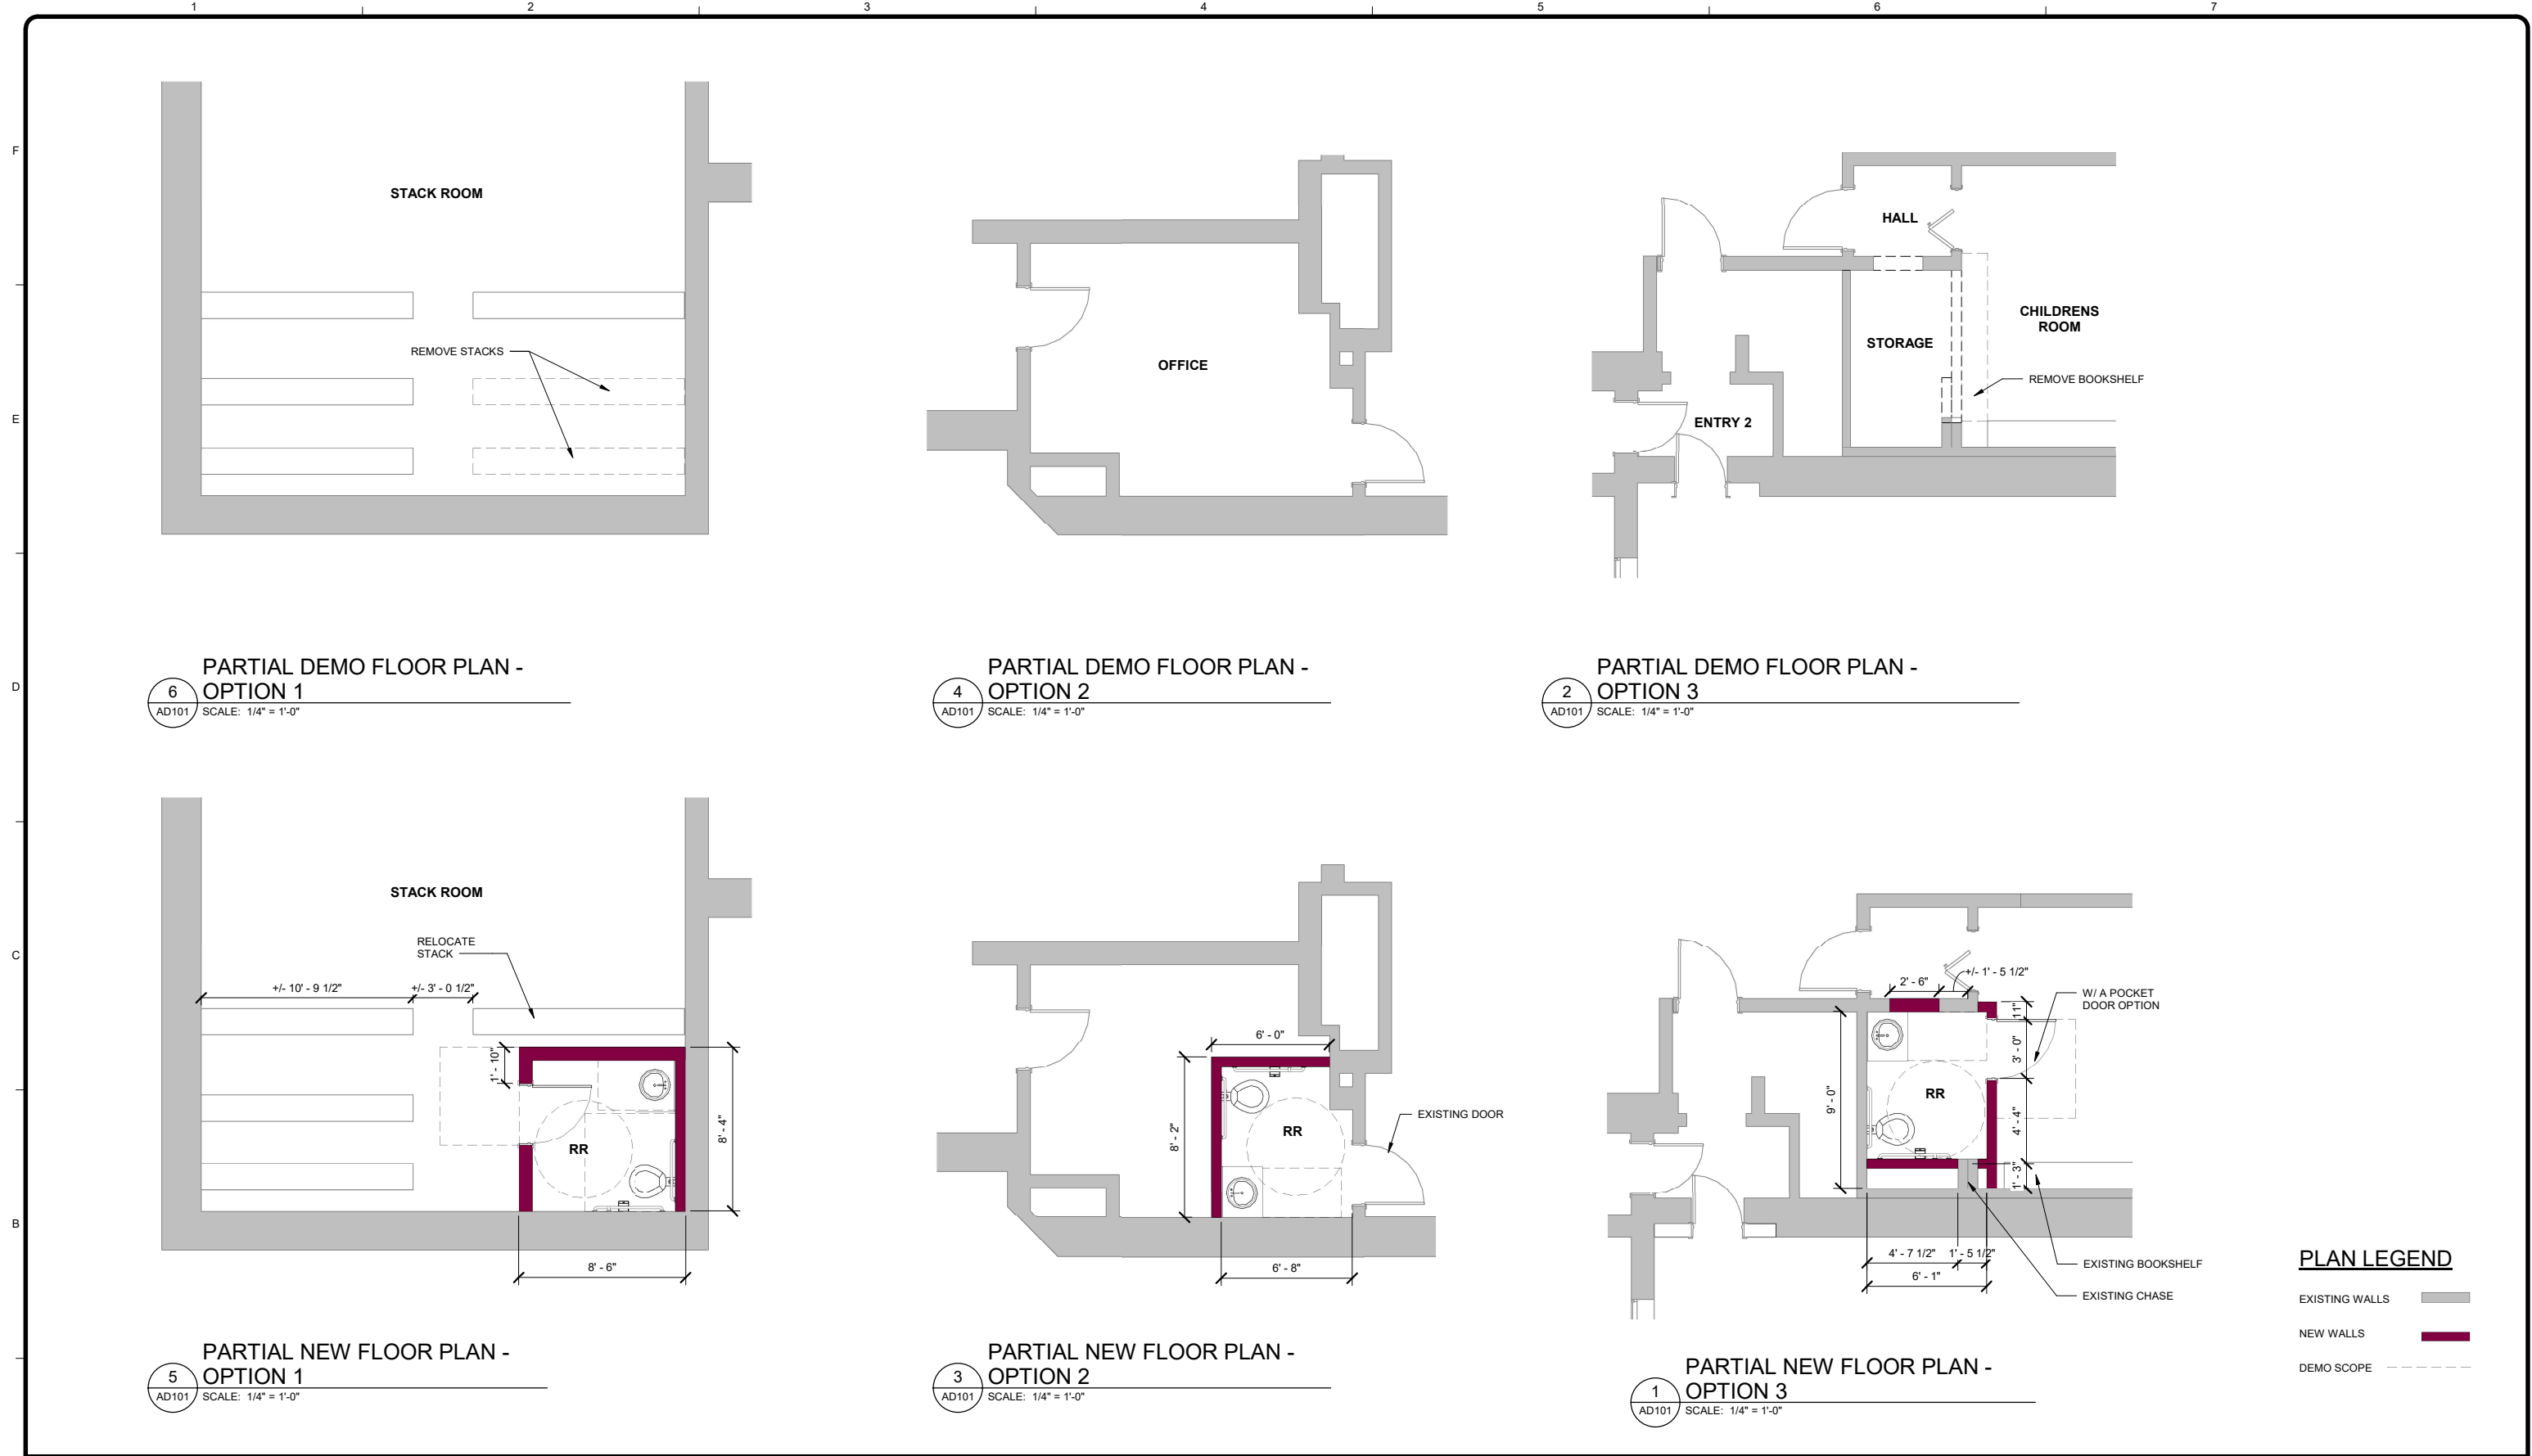 1
2
3
4
5
6
7
F
E
D
C
B
STACK ROOM
REMOVE STACKS
6
AD101
PARTIAL DEMO FLOOR PLAN -
OPTION 1
SCALE: 1/4" = 1'-0"
OFFICE
4
AD101
PARTIAL DEMO FLOOR PLAN -
OPTION 2
SCALE: 1/4" = 1'-0"
HALL
CHILDRENS
ROOM
STORAGE
REMOVE BOOKSHELF
ENTRY 2
2
AD101
PARTIAL DEMO FLOOR PLAN -
OPTION 3
SCALE: 1/4" = 1'-0"
STACK ROOM
RELOCATE
STACK
+/- 10' - 9 1/2"
+/- 3' - 0 1/2"
1' - 10"
8' - 4"
RR
8' - 6"
5
AD101
PARTIAL NEW FLOOR PLAN -
OPTION 1
SCALE: 1/4" = 1'-0"
6' - 0"
8' - 2"
RR
EXISTING DOOR
6' - 8"
3
AD101
PARTIAL NEW FLOOR PLAN -
OPTION 2
SCALE: 1/4" = 1'-0"
2' - 6"
+/- 1' - 5 1/2"
W/ A POCKET
DOOR OPTION
11"
3' - 0"
9' - 0"
RR
4' - 4"
1' - 3"
4' - 7 1/2"
1' - 5 1/2"
6' - 1"
EXISTING BOOKSHELF
EXISTING CHASE
1
AD101
PARTIAL NEW FLOOR PLAN -
OPTION 3
SCALE: 1/4" = 1'-0"
PLAN LEGEND
EXISTING WALLS
NEW WALLS
DEMO SCOPE